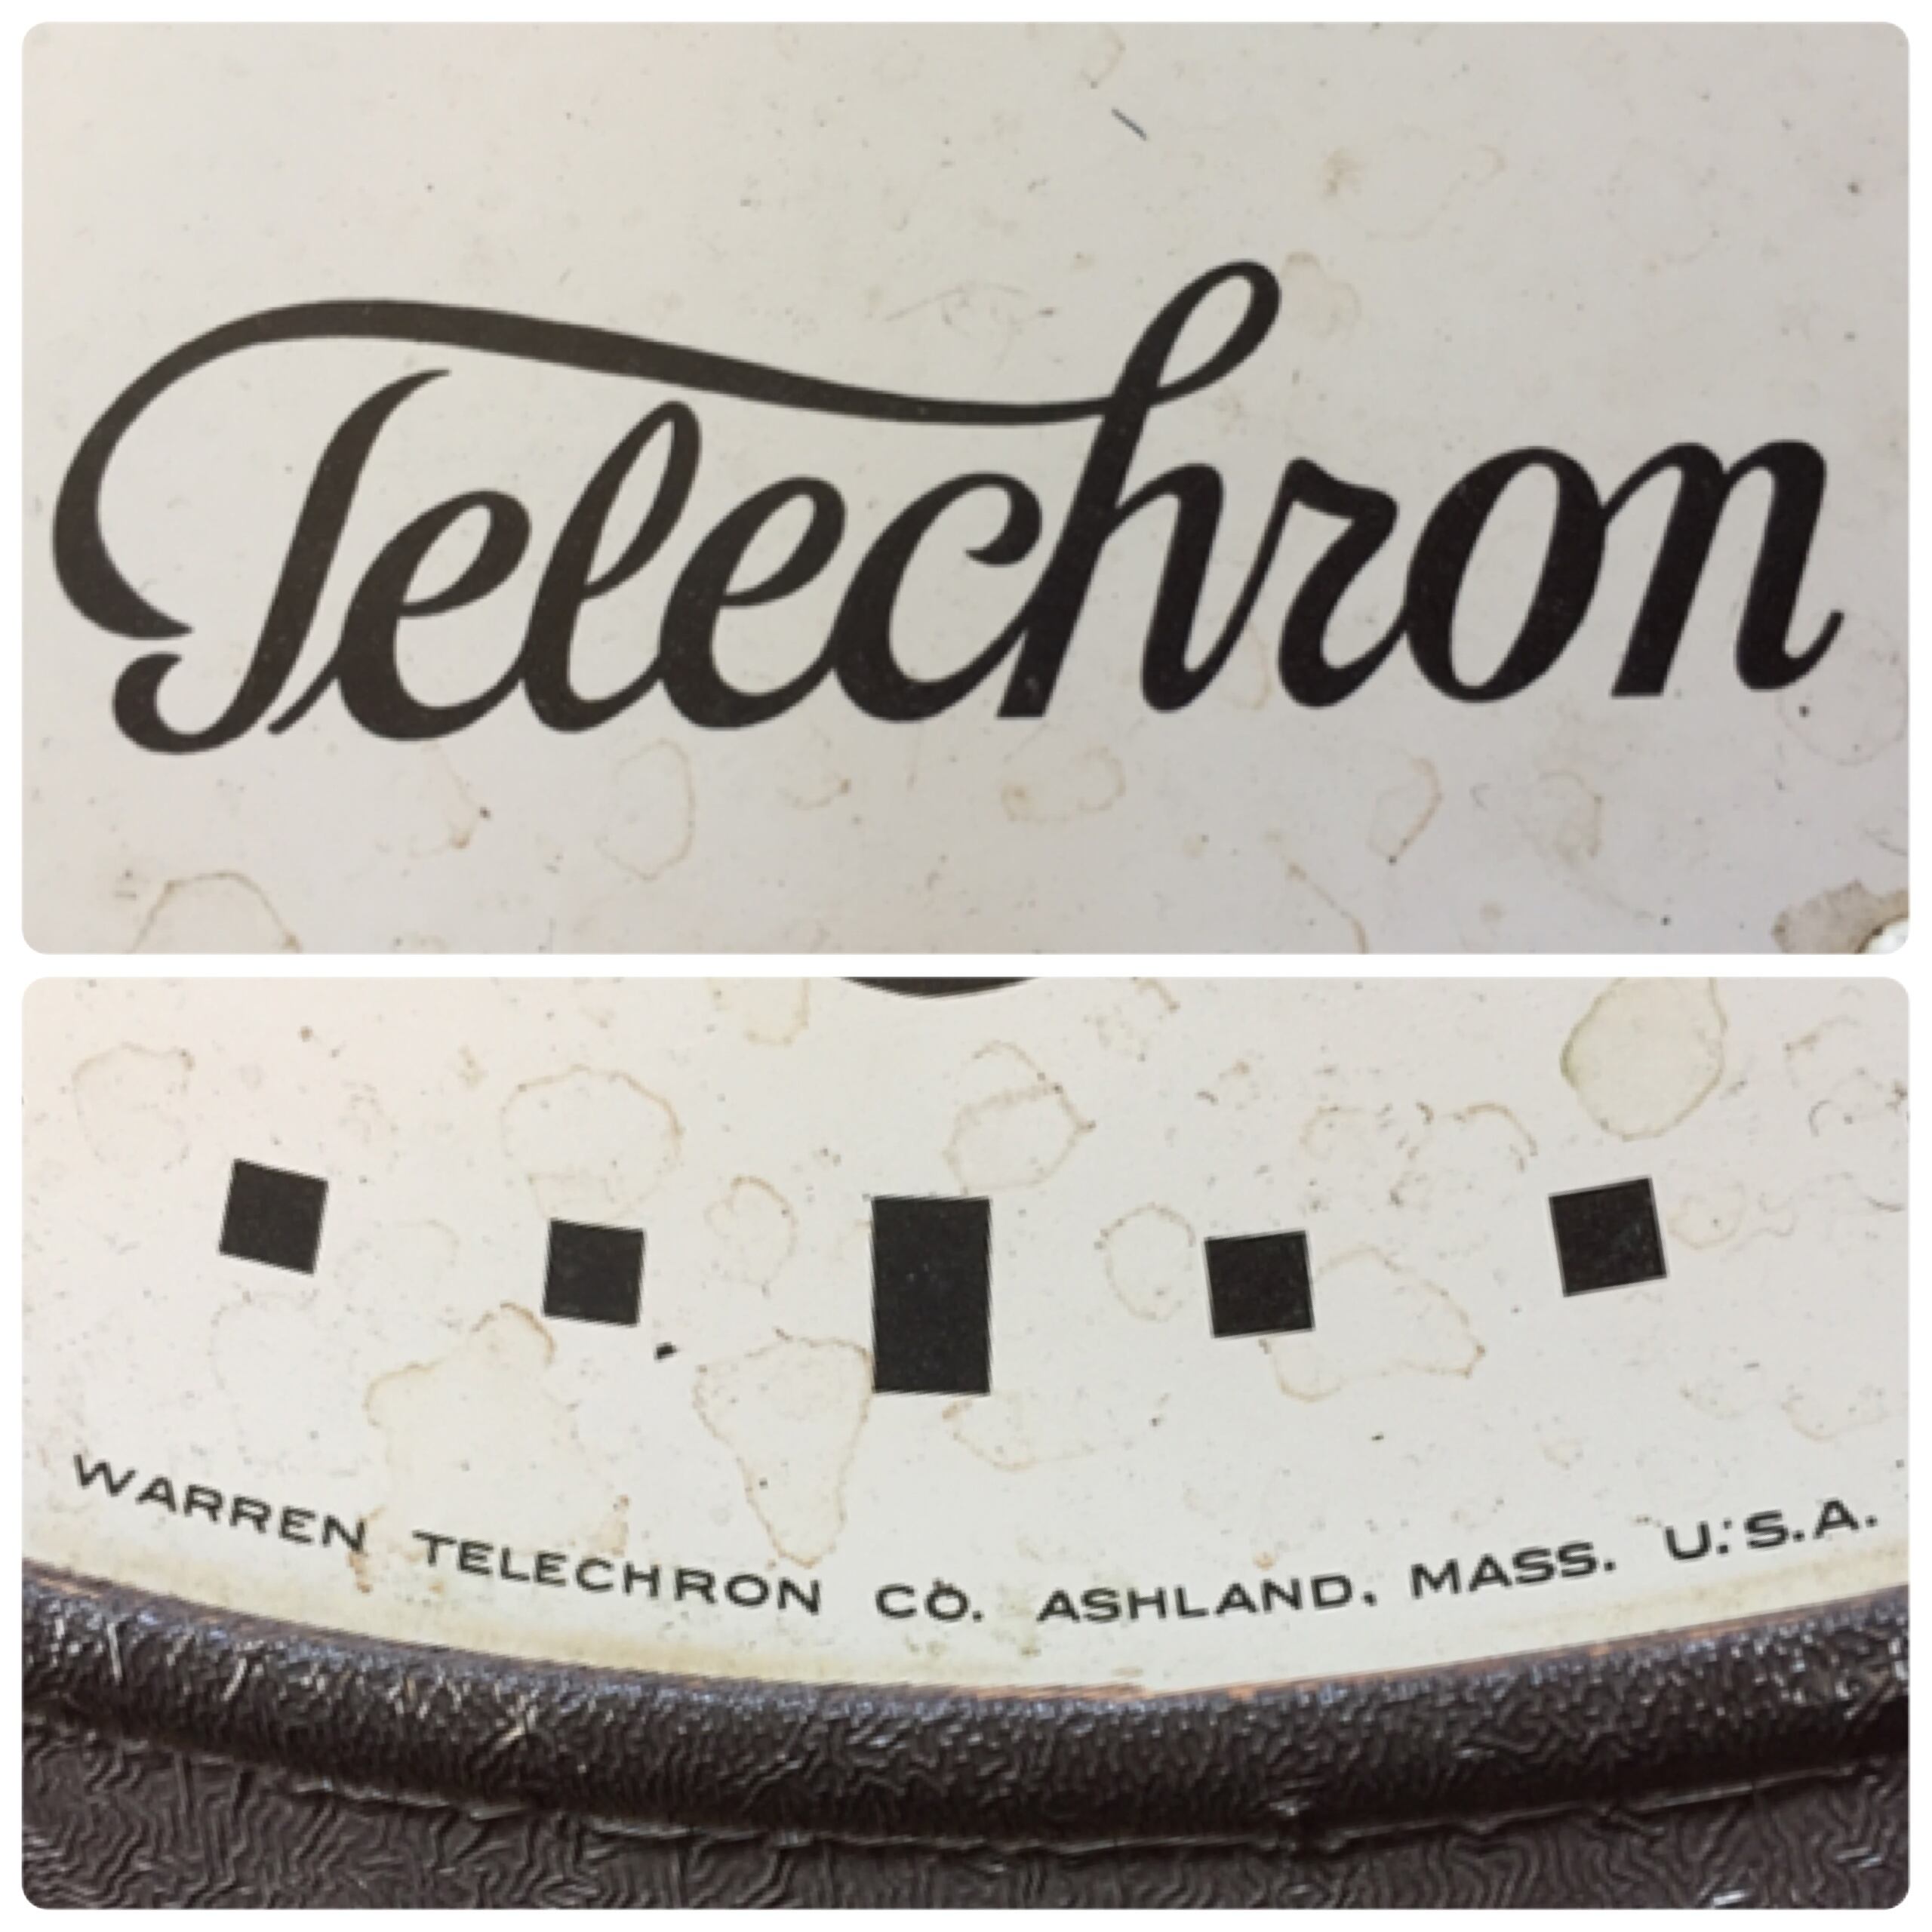 Telechron
WARREN TELECHRON CO. ASHLAND, MASS. U.S.A.